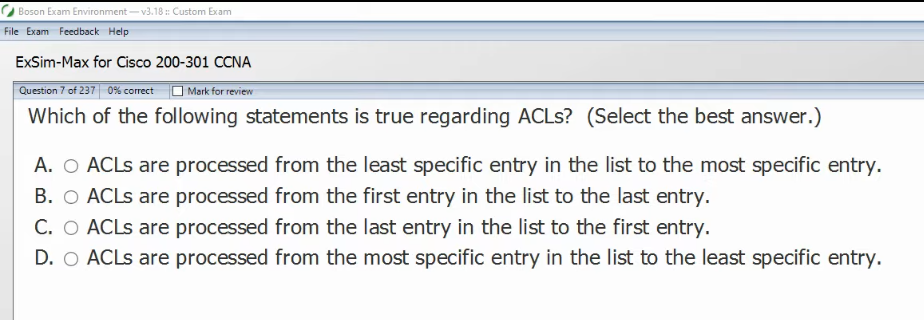 Boson Exam Environment — v3.18 :: Custom Exam
File Exam Feedback Help
ExSim-Max for Cisco 200-301 CCNA
Question 7 of 237 0% correct Mark for review
Which of the following statements is true regarding ACLs? (Select the best answer.)
A. ACLs are processed from the least specific entry in the list to the most specific entry.
B. ACLs are processed from the first entry in the list to the last entry.
C. ACLs are processed from the last entry in the list to the first entry.
D. ACLs are processed from the most specific entry in the list to the least specific entry.